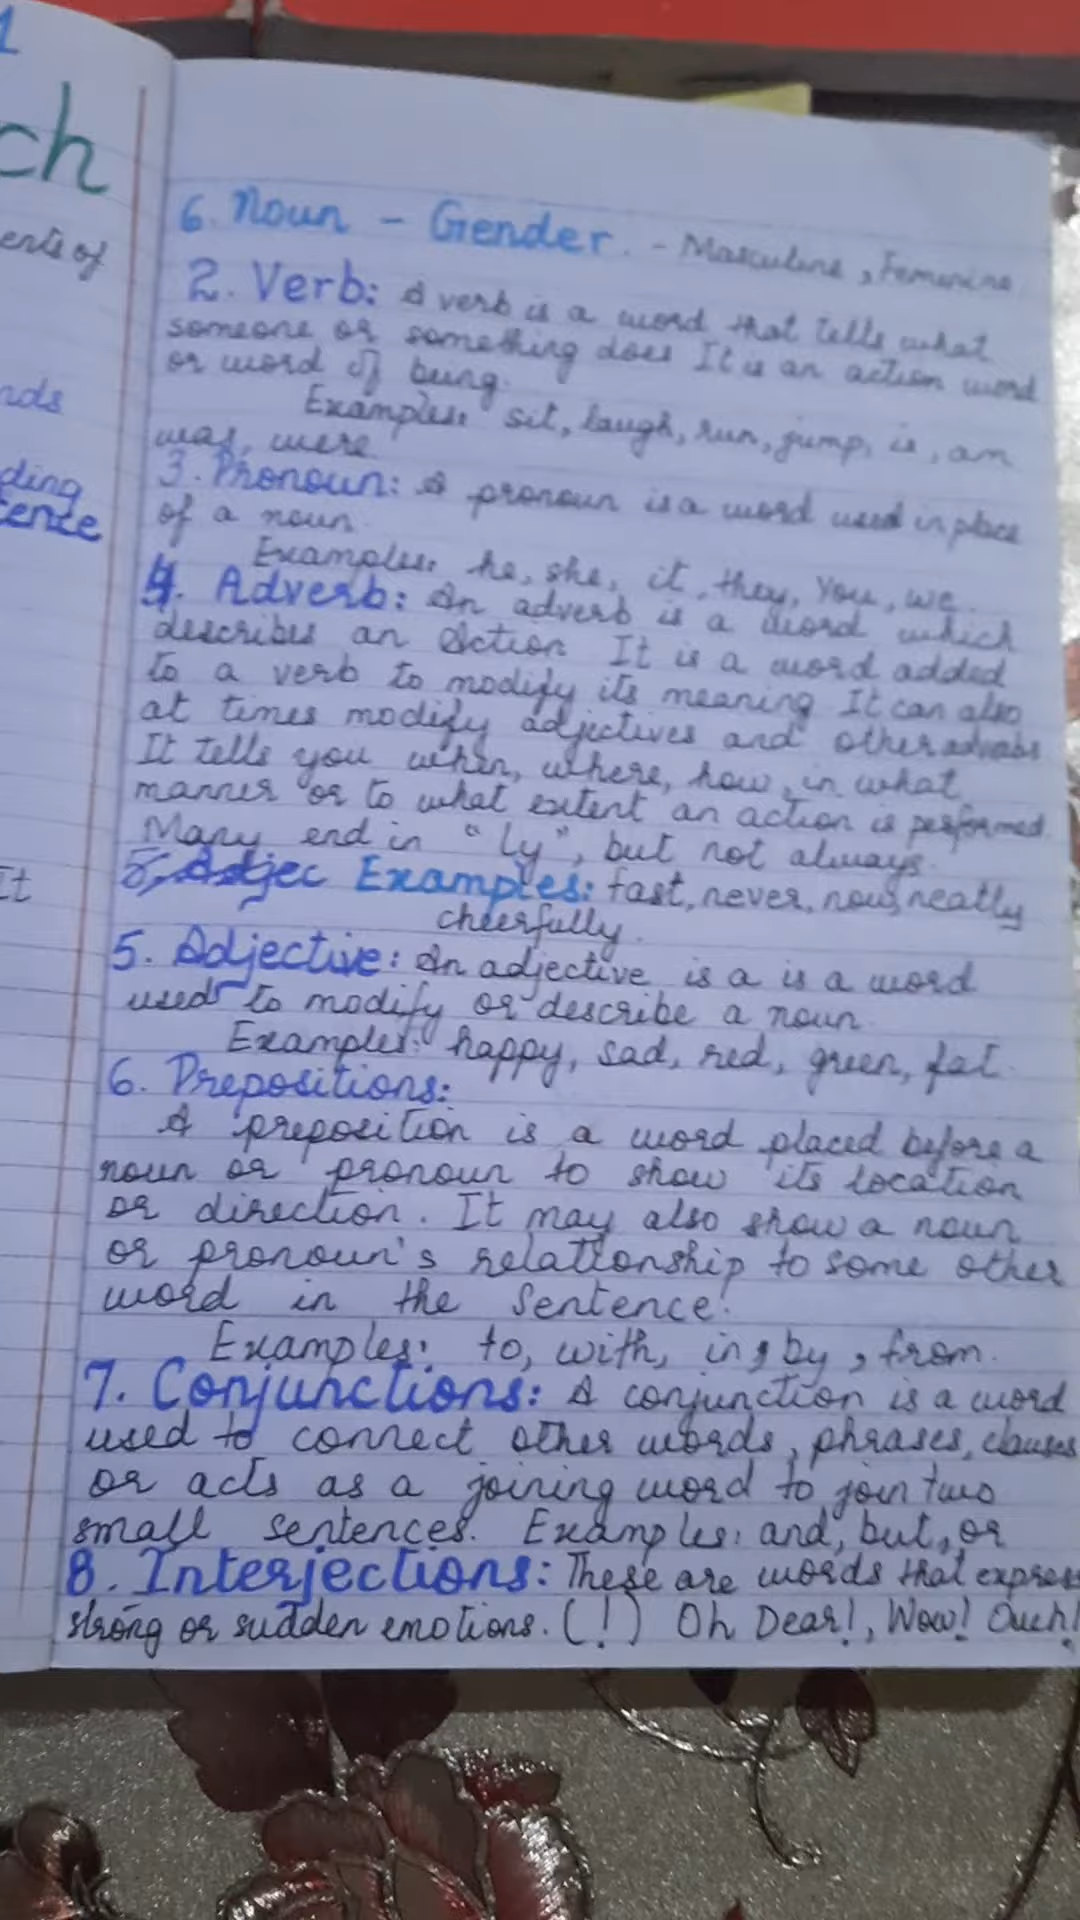 1
ch
ents of
nds
ding
tence
It
6. Noun - Gender. - Masculine, Feminine
2. Verb: A verb is a word that tells what
someone or something does It is an action word
or word of being.
Examples: sit, laugh, run, jump, is, am
was, were
3. Pronoun: A pronoun is a word used in place
of a noun.
Examples: he, she, it, they, You, we
4. Adverb: An adverb is a word which
describes an Action It is a word added
to a verb to modify its meaning It can also
at times modify adjectives and other adverbs
It tells you when, where, how, in what
manner or to what extent an action is performed.
Many end in "ly", but not always.
5, Adjec Examples: fast, never, now, neatly
cheerfully.
5. Adjective: An adjective is a is a word
used to modify or describe a noun.
Examples: happy, sad, red, green, fat.
6. Prepositions:
A preposition is a word placed before a
noun or pronoun to show its location
or direction. It may also show a noun
or pronoun's relationship to some other
word in the Sentence.
Examples: to, with, in, by, from.
7. Conjunctions: A conjunction is a word
used to connect other words, phrases, clauses
or acts as a joining word to join two
small sentences. Examples: and, but, or
8. Interjections: These are words that express
strong or sudden emotions. (!) Oh Dear!, Wow! Ouch!